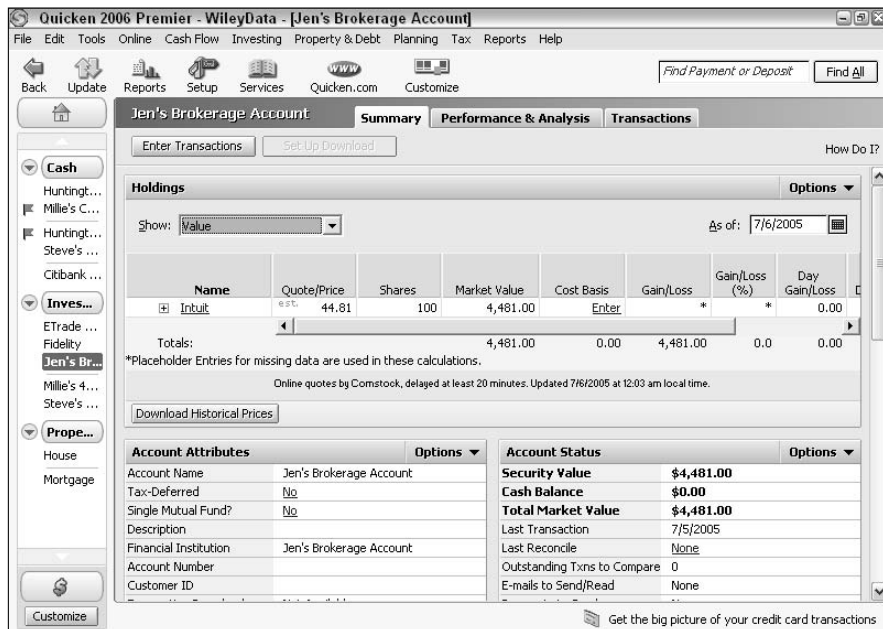 Quicken 2006 Premier - WileyData - [Jen's Brokerage Account]
File Edit Tools Online Cash Flow Investing Property & Debt Planning Tax Reports Help
Back Update Reports Setup Services Quicken.com Customize
www
Find Payment or Deposit Find All
Jen's Brokerage Account Summary Performance & Analysis Transactions
Enter Transactions Set Up Download How Do I?
Cash
Huntingt...
Millie's C...
Huntingt...
Steve's ...
Citibank ...
Inves...
ETrade ...
Fidelity
Jen's Br...
Millie's 4...
Steve's ...
Prope...
House
Mortgage
Customize
Holdings Options
Show: Value As of: 7/6/2005
Name Quote/Price Shares Market Value Cost Basis Gain/Loss Gain/Loss (%) Day Gain/Loss
Intuit est. 44.81 100 4,481.00 Enter * * 0.00
Totals: 4,481.00 0.00 4,481.00 0.0 0.00
*Placeholder Entries for missing data are used in these calculations.
Online quotes by Comstock, delayed at least 20 minutes. Updated 7/6/2005 at 12:03 am local time.
Download Historical Prices
Account Attributes Options
Account Name Jen's Brokerage Account
Tax-Deferred No
Single Mutual Fund? No
Description
Financial Institution Jen's Brokerage Account
Account Number
Customer ID
Account Status Options
Security Value $4,481.00
Cash Balance $0.00
Total Market Value $4,481.00
Last Transaction 7/5/2005
Last Reconcile None
Outstanding Txns to Compare 0
E-mails to Send/Read None
Get the big picture of your credit card transactions